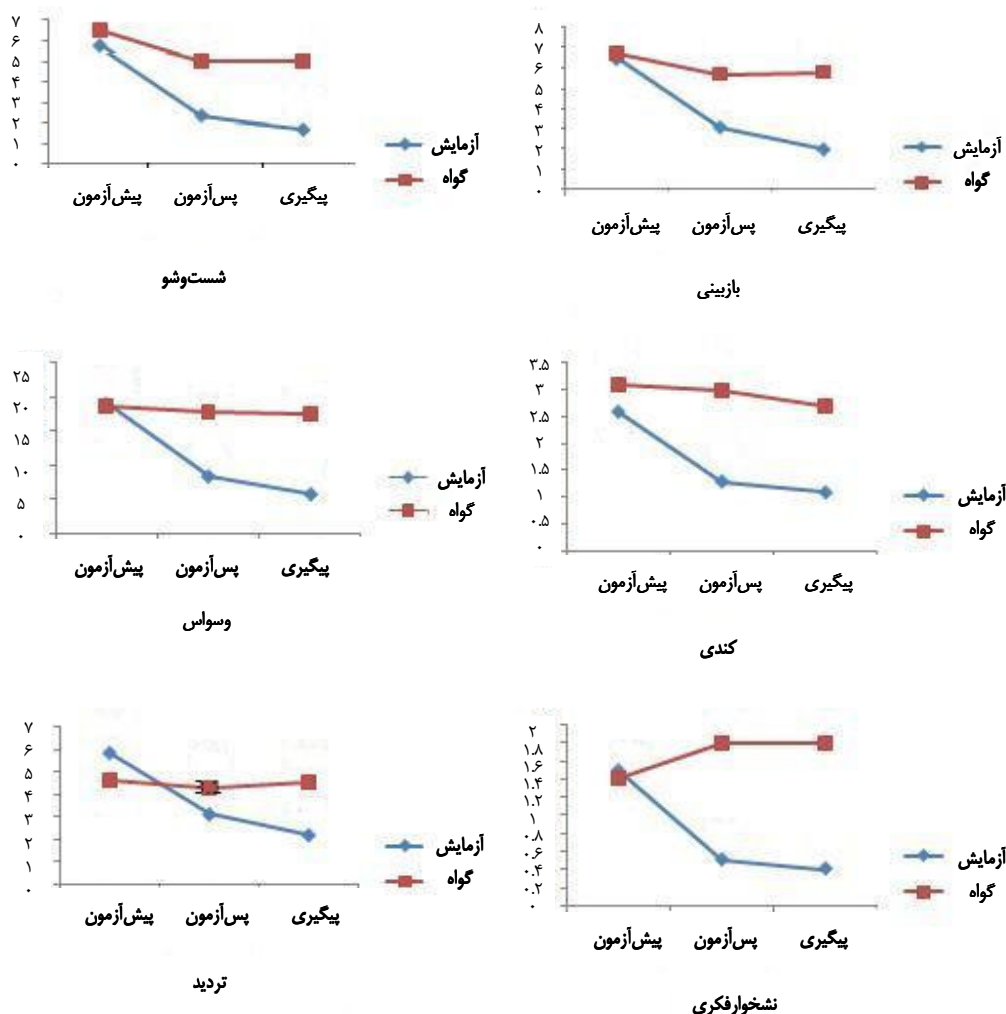 ۷
۶
۵
۴
۳
۲
۱
۰
پیش‌آزمون پس‌آزمون پیگیری
آزمایش
گواه
شست‌وشو
۸
۷
۶
۵
۴
۳
۲
۱
۰
پیش‌آزمون پس‌آزمون پیگیری
آزمایش
گواه
بازبینی
۲۵
۲۰
۱۵
۱۰
۵
۰
پیش‌آزمون پس‌آزمون پیگیری
آزمایش
گواه
وسواس
۳.۵
۳
۲.۵
۲
۱.۵
۱
۰.۵
۰
پیش‌آزمون پس‌آزمون پیگیری
آزمایش
گواه
کندی
۷
۶
۵
۴
۳
۲
۱
۰
پیش‌آزمون پس‌آزمون پیگیری
آزمایش
گواه
تردید
۲
۱.۸
۱.۶
۱.۴
۱.۲
۱
۰.۸
۰.۶
۰.۴
۰.۲
۰
پیش‌آزمون پس‌آزمون پیگیری
آزمایش
گواه
نشخوارفکری